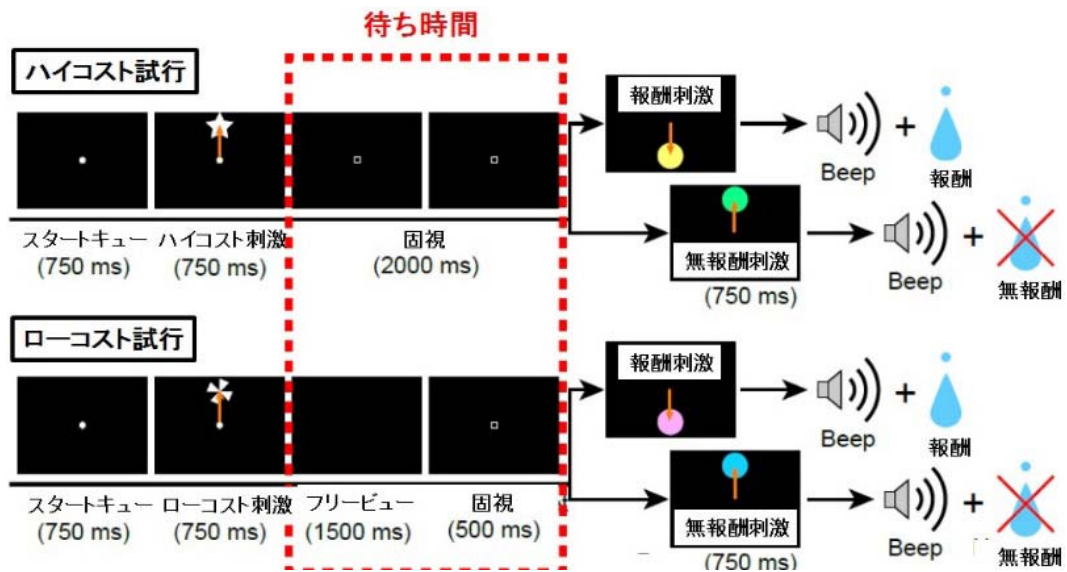 待ち時間
ハイコスト試行
報酬刺激
Beep
報酬
スタートキュー
(750 ms)
ハイコスト刺激
(750 ms)
固視
(2000 ms)
無報酬刺激
(750 ms)
Beep
無報酬
ローコスト試行
報酬刺激
Beep
報酬
スタートキュー
(750 ms)
ローコスト刺激
(750 ms)
フリービュー
(1500 ms)
固視
(500 ms)
無報酬刺激
(750 ms)
Beep
無報酬